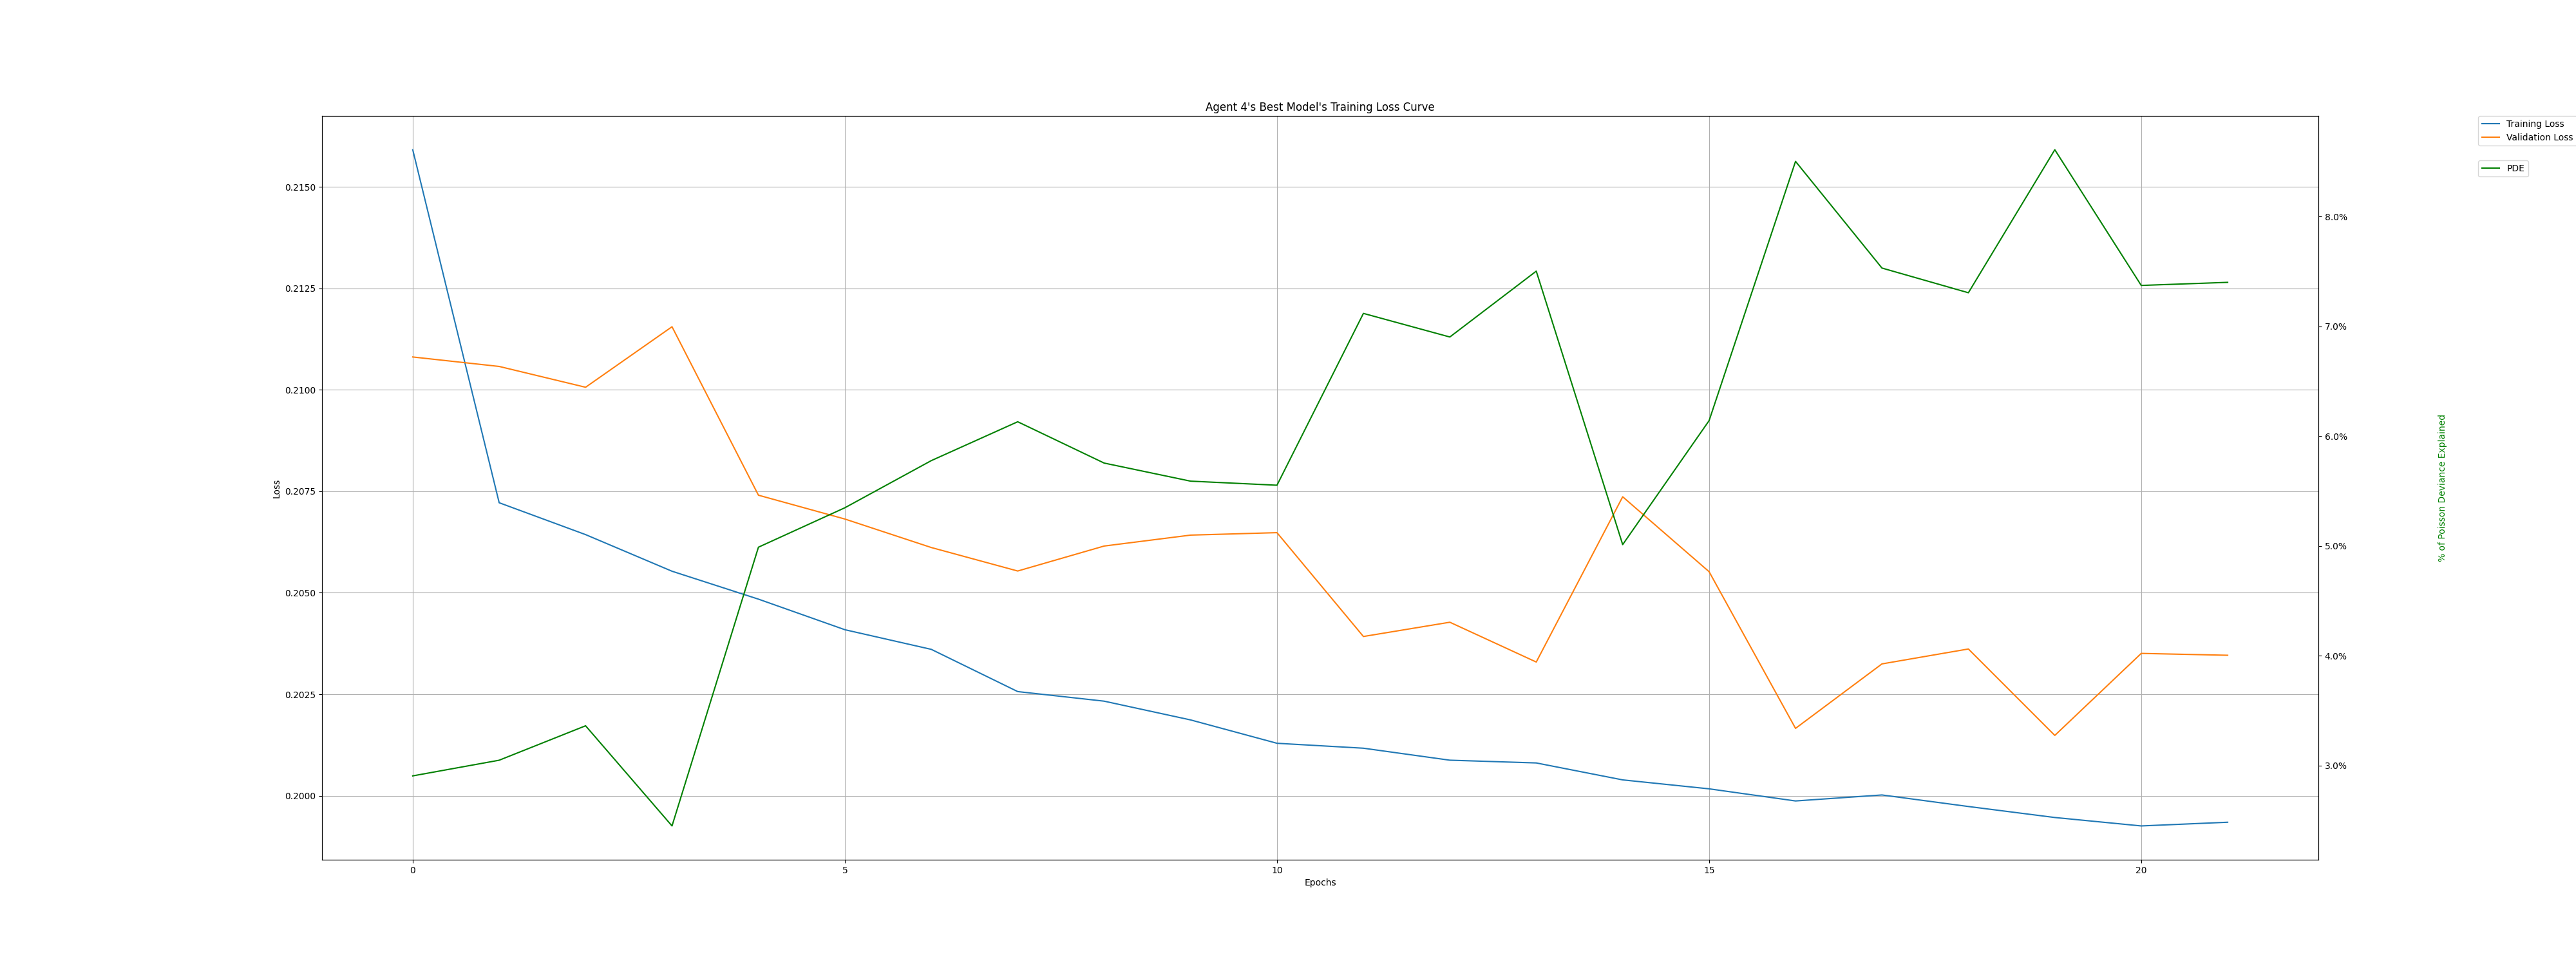 Agent 4's Best Model's Training Loss Curve
Training Loss
Validation Loss
PDE
0.2150
0.2125
0.2100
0.2075
0.2050
0.2025
0.2000
Loss
8.0%
7.0%
6.0%
5.0%
4.0%
3.0%
% of Poisson Deviance Explained
0
5
10
15
20
Epochs